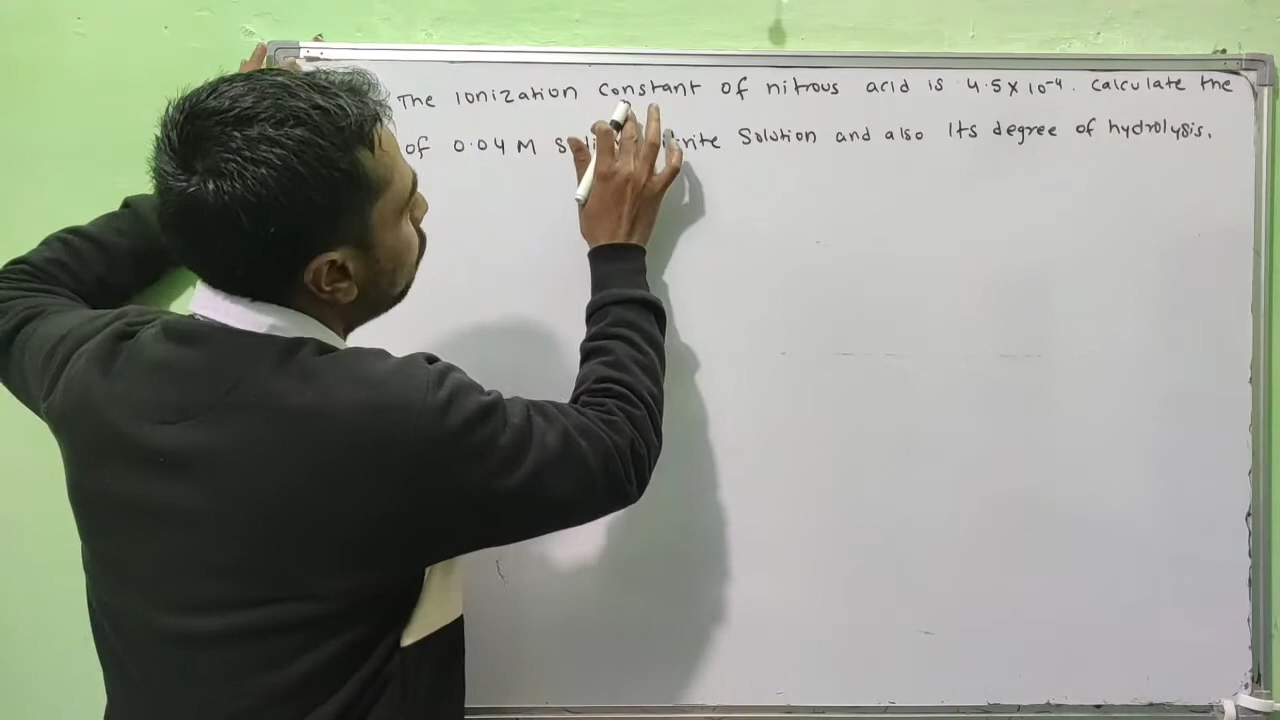 The ionization constant of nitrous acid is 4.5 x 10⁻⁴. Calculate the
of 0.04 M Solution and also its degree of hydrolysis.